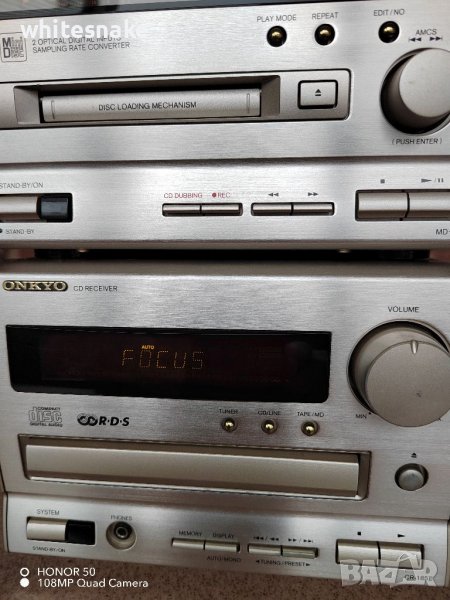 whitesnake
PLAY MODE
REPEAT
EDIT/NO
2 OPTICAL DIGITAL INPUTS
SAMPLING RATE CONVERTER
AMCS
DISC LOADING MECHANISM
(PUSH ENTER)
STAND-BY/ON
CD DUBBING
REC
STAND-BY
MD-
ONKYO
CD RECEIVER
VOLUME
AUTO
FOCUS
MIN
COMPACT
disc
DIGITAL AUDIO
R·D·S
TUNER
CD/LINE
TAPE/MD
SYSTEM
STAND-BY/ON
PHONES
MEMORY
DISPLAY
AUTO/MONO
TUNING/PRESET
HONOR 50
108MP Quad Camera
BAZAR